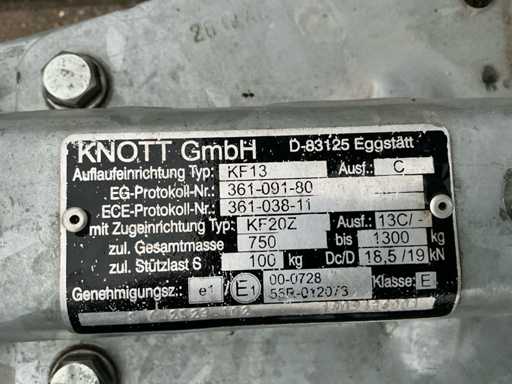 KNOTT GmbH D-83125 Eggstätt
Auflaufeinrichtung Typ: KF13 Ausf.: C
EG-Protokoll-Nr.: 361-091-80
ECE-Protokoll-Nr.: 361-038-11
mit Zugeinrichtung Typ: KF20Z Ausf.: 13C/-
zul. Gesamtmasse 750 bis 1300 kg
zul. Stützlast S 100 kg Dc/D 18,5/19 kN
Genehmigungsz.: e1 / E1 00-0728 Klasse: E
55R-012073